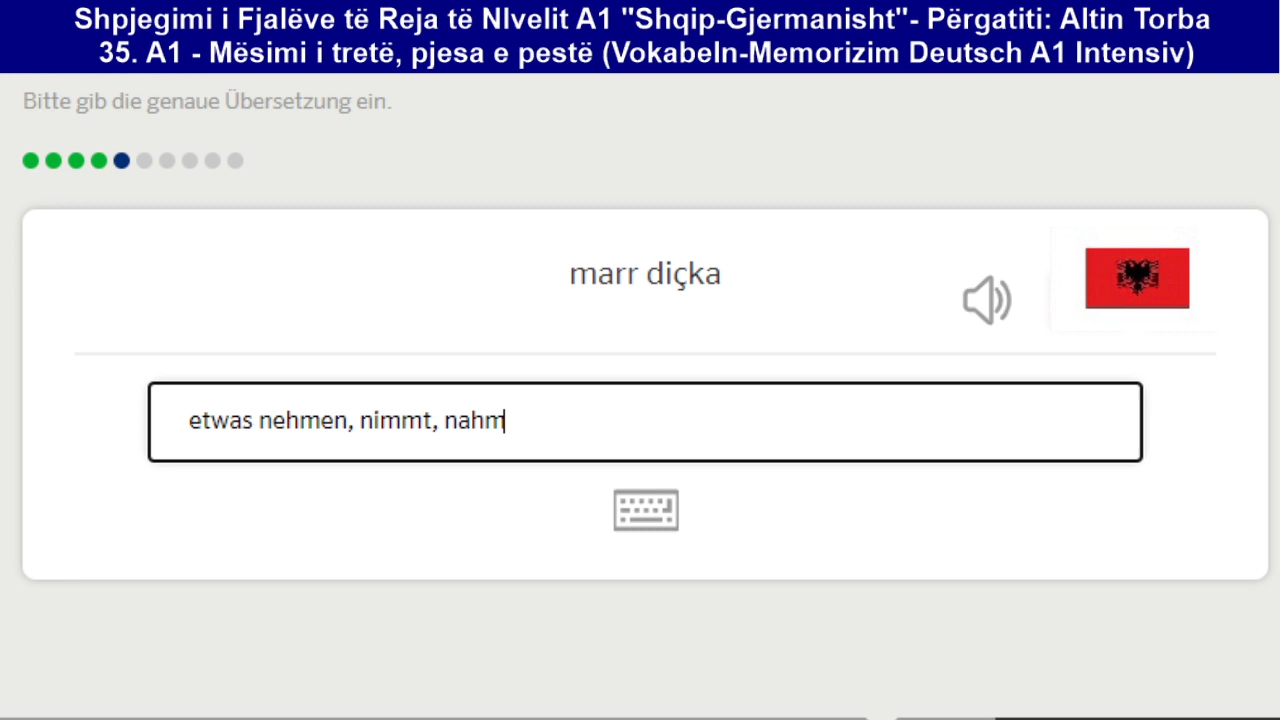 Shpjegimi i Fjalëve të Reja të NIvelit A1 "Shqip-Gjermanisht"- Përgatiti: Altin Torba
35. A1 - Mësimi i tretë, pjesa e pestë (Vokabeln-Memorizim Deutsch A1 Intensiv)
Bitte gib die genaue Übersetzung ein.
marr diçka
etwas nehmen, nimmt, nahm